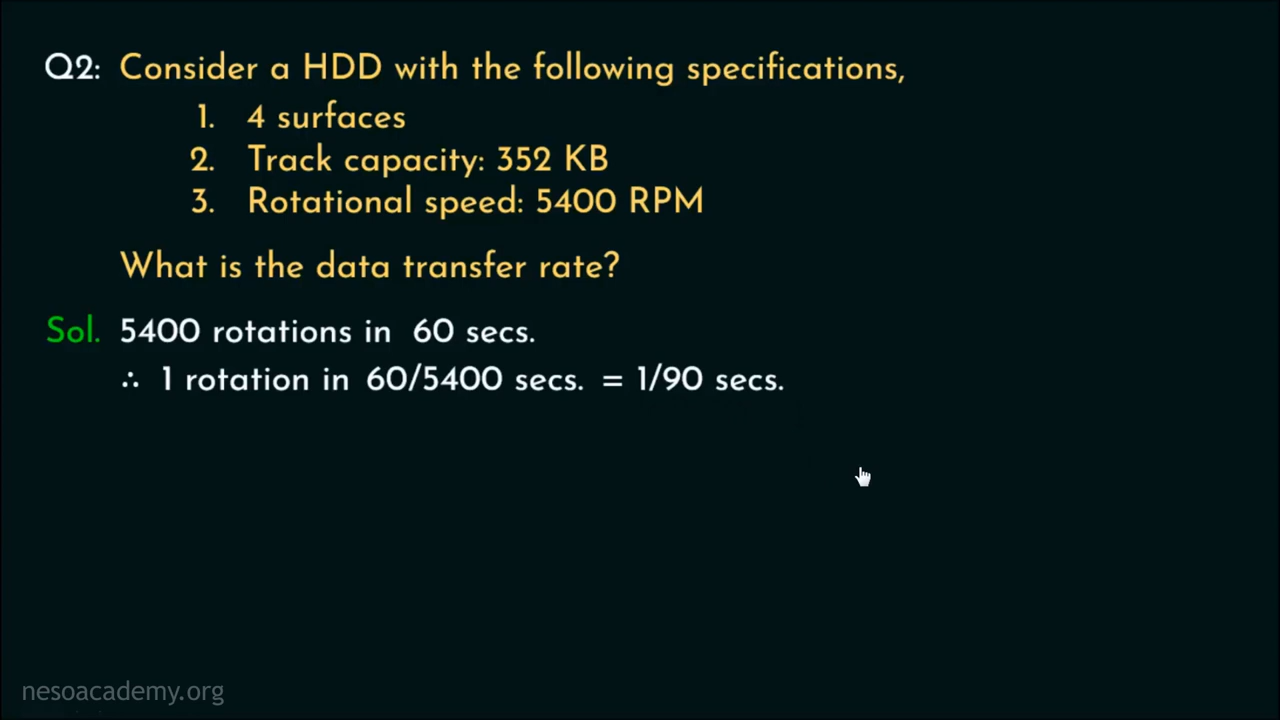 Q2: Consider a HDD with the following specifications,
1. 4 surfaces
2. Track capacity: 352 KB
3. Rotational speed: 5400 RPM
What is the data transfer rate?
Sol. 5400 rotations in 60 secs.
∴ 1 rotation in 60/5400 secs. = 1/90 secs.
nesoacademy.org